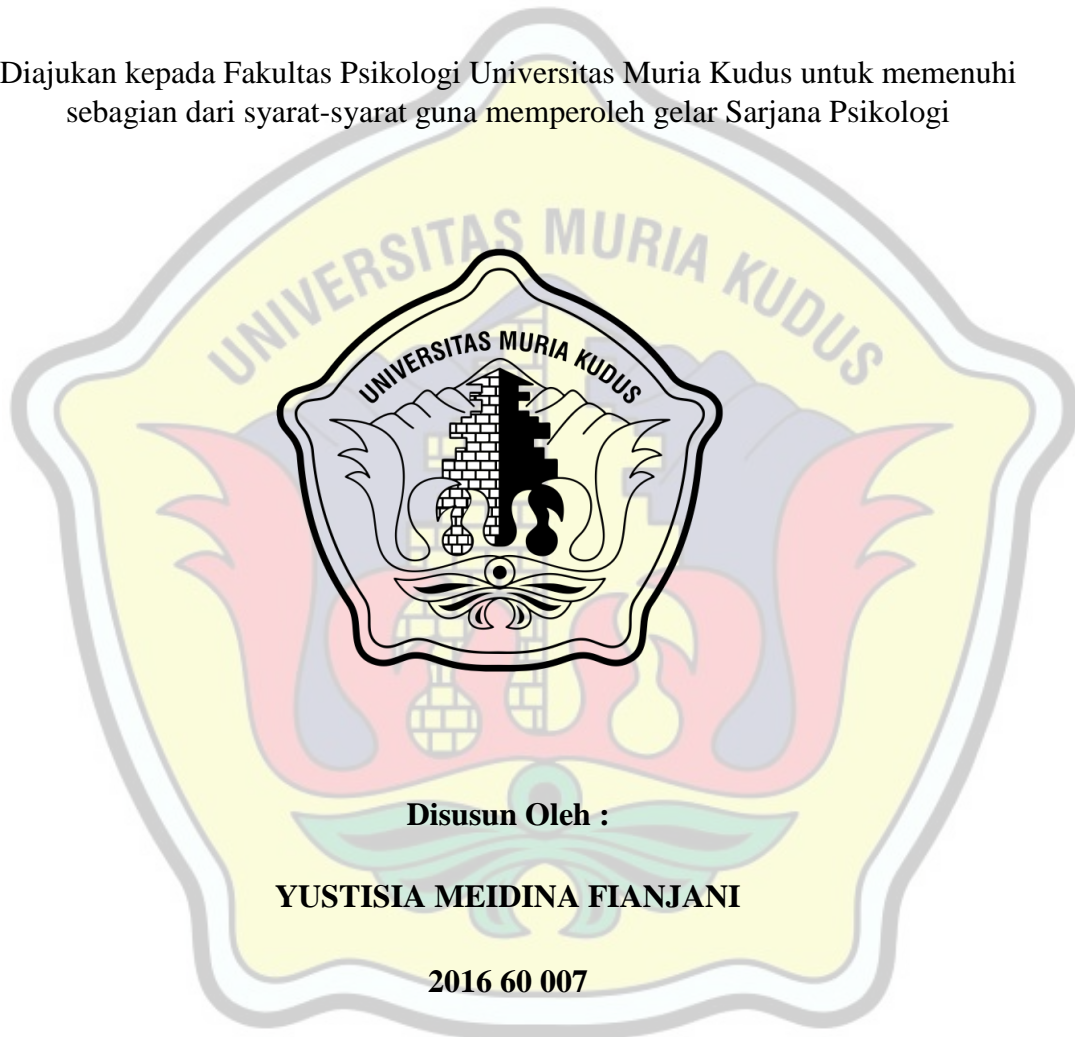 Diajukan kepada Fakultas Psikologi Universitas Muria Kudus untuk memenuhi
sebagian dari syarat-syarat guna memperoleh gelar Sarjana Psikologi
UNIVERSITAS MURIA KUDUS
UNIVERSITAS MURIA KUDUS
Disusun Oleh :
YUSTISIA MEIDINA FIANJANI
2016 60 007